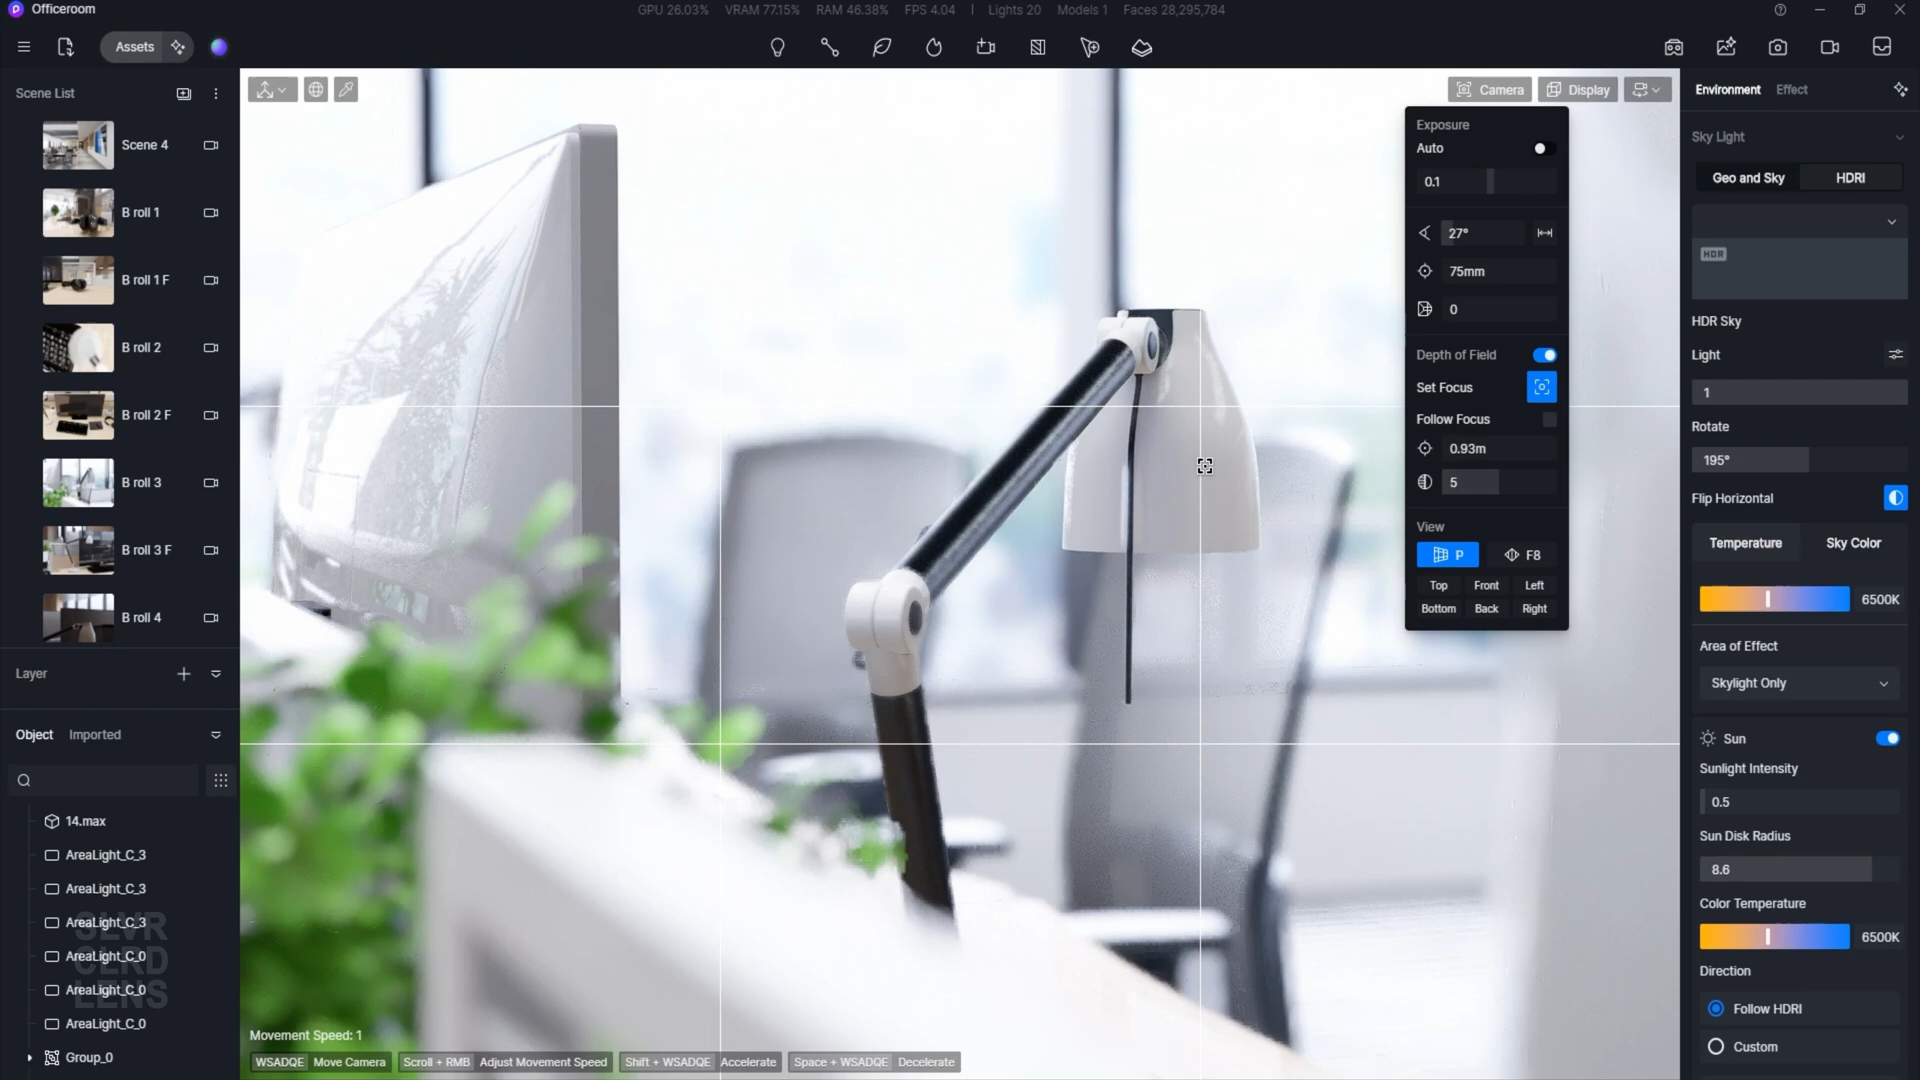 Officeroom
GPU 26.03% VRAM 77.15% RAM 46.38% FPS 4.04 | Lights 20 Models 1 Faces 28,295,784
Assets
Scene List
Scene 4
B roll 1
B roll 1 F
B roll 2
B roll 2 F
B roll 3
B roll 3 F
B roll 4
Layer
Object Imported
14.max
AreaLight_C_3
AreaLight_C_3
AreaLight_C_3
AreaLight_C_0
AreaLight_C_0
AreaLight_C_0
Group_0
SLVR
CLRD
LENS
Camera Display
Exposure
Auto
0.1
27°
75mm
0
Depth of Field
Set Focus
Follow Focus
0.93m
5
View
P F8
Top Front Left
Bottom Back Right
Movement Speed: 1
WSADQE Move Camera Scroll + RMB Adjust Movement Speed Shift + WSADQE Accelerate Space + WSADQE Decelerate
Environment Effect
Sky Light
Geo and Sky HDRI
HDR
HDR Sky
Light
1
Rotate
195°
Flip Horizontal
Temperature Sky Color
6500K
Area of Effect
Skylight Only
Sun
Sunlight Intensity
0.5
Sun Disk Radius
8.6
Color Temperature
6500K
Direction
Follow HDRI
Custom